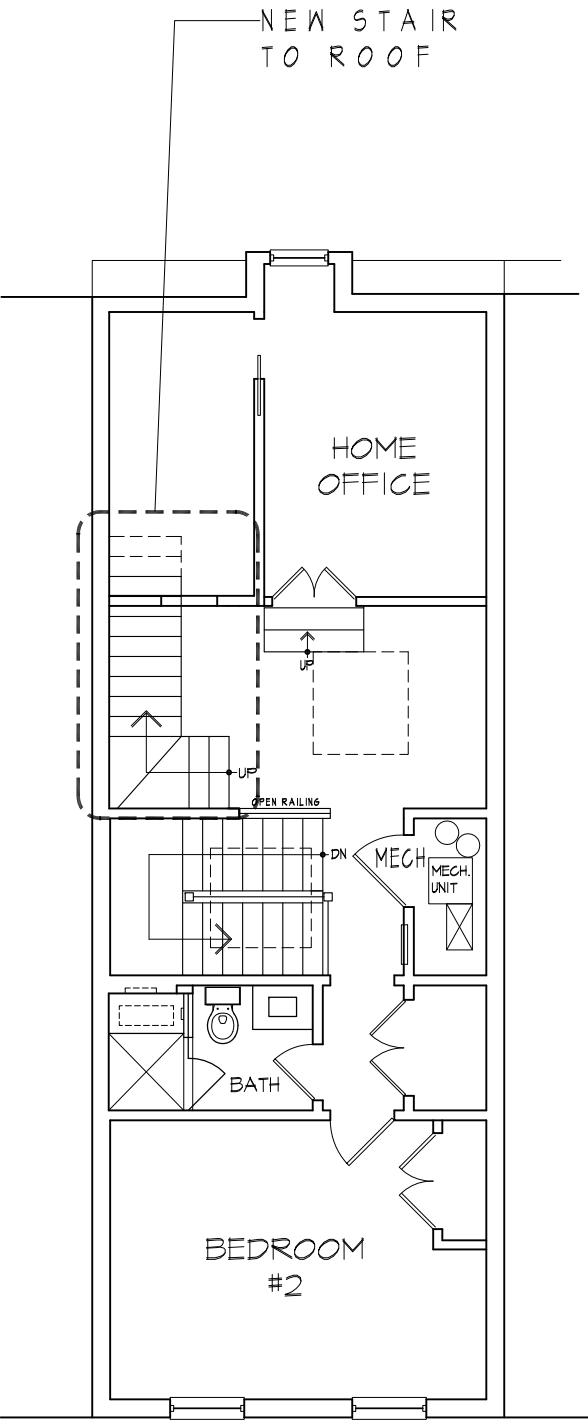 NEW STAIR
TO ROOF
HOME
OFFICE
UP
UP
OPEN RAILING
DN
MECH
MECH.
UNIT
BATH
BEDROOM
#2